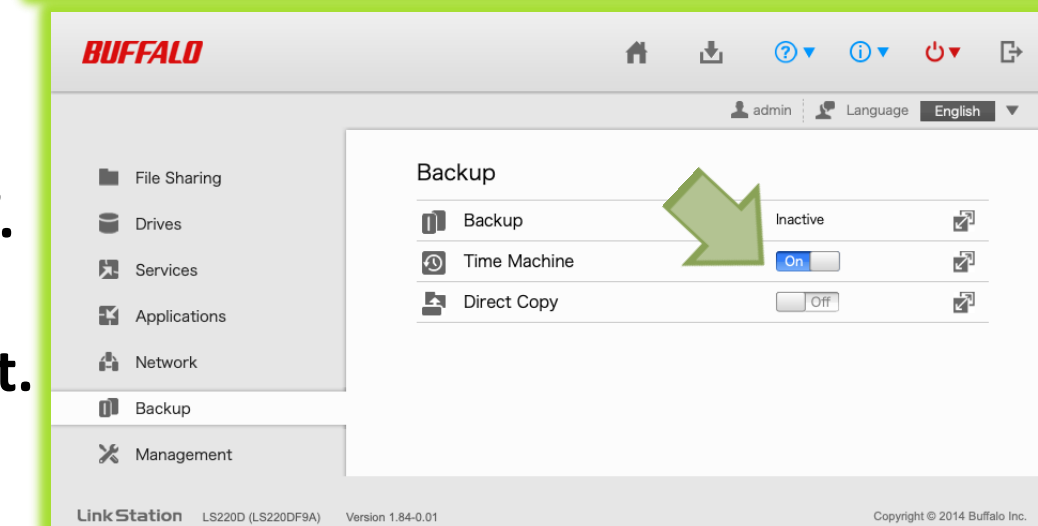 BUFFALO
admin Language English
.
File Sharing
Drives
Services
Applications
t.
Network
Backup
Management
Backup
Backup Inactive
Time Machine On
Direct Copy Off
LinkStation LS220D (LS220DF9A) Version 1.84-0.01 Copyright © 2014 Buffalo Inc.